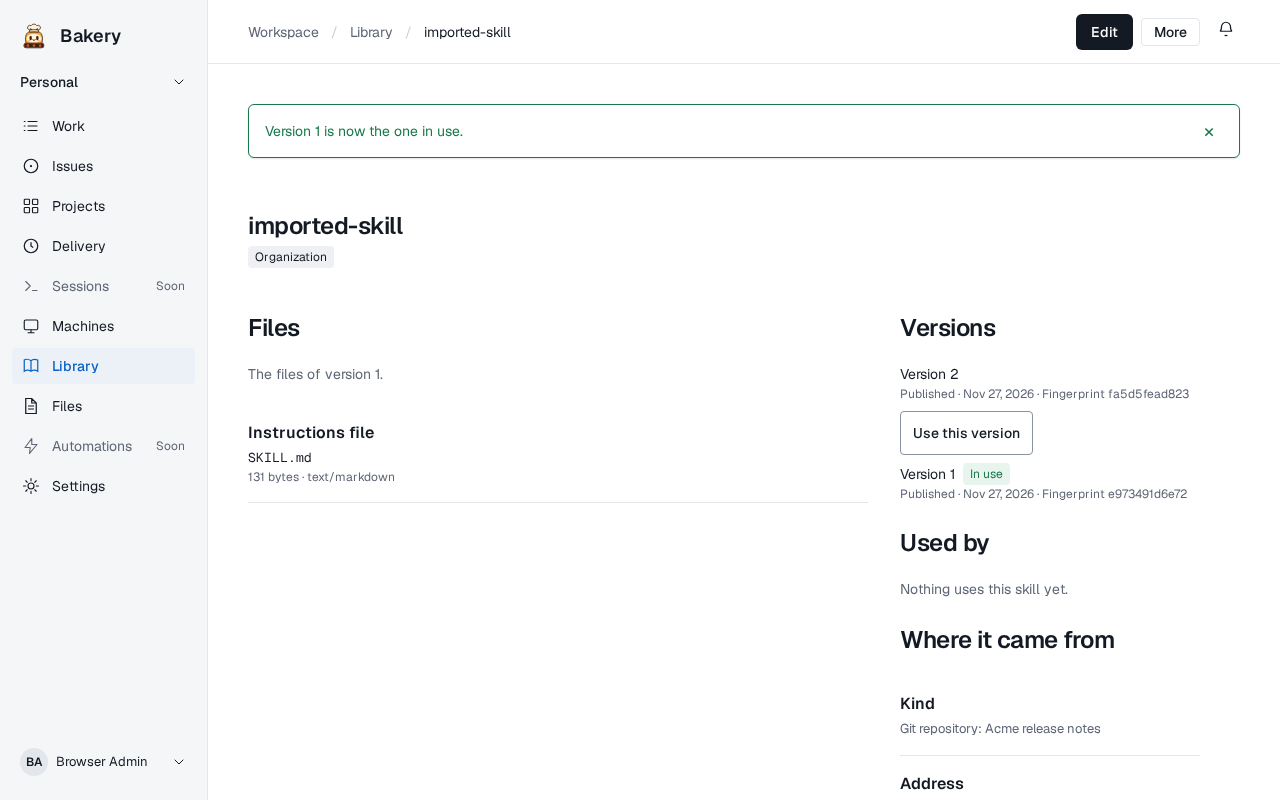 Bakery
Personal
Work
Issues
Projects
Delivery
Sessions Soon
Machines
Library
Files
Automations Soon
Settings
BA Browser Admin
Workspace / Library / imported-skill
Edit
More
Version 1 is now the one in use.
imported-skill
Organization
Files
The files of version 1.
Instructions file
SKILL.md
131 bytes · text/markdown
Versions
Version 2
Published · Nov 27, 2026 · Fingerprint fa5d5fead823
Use this version
Version 1 In use
Published · Nov 27, 2026 · Fingerprint e973491d6e72
Used by
Nothing uses this skill yet.
Where it came from
Kind
Git repository: Acme release notes
Address